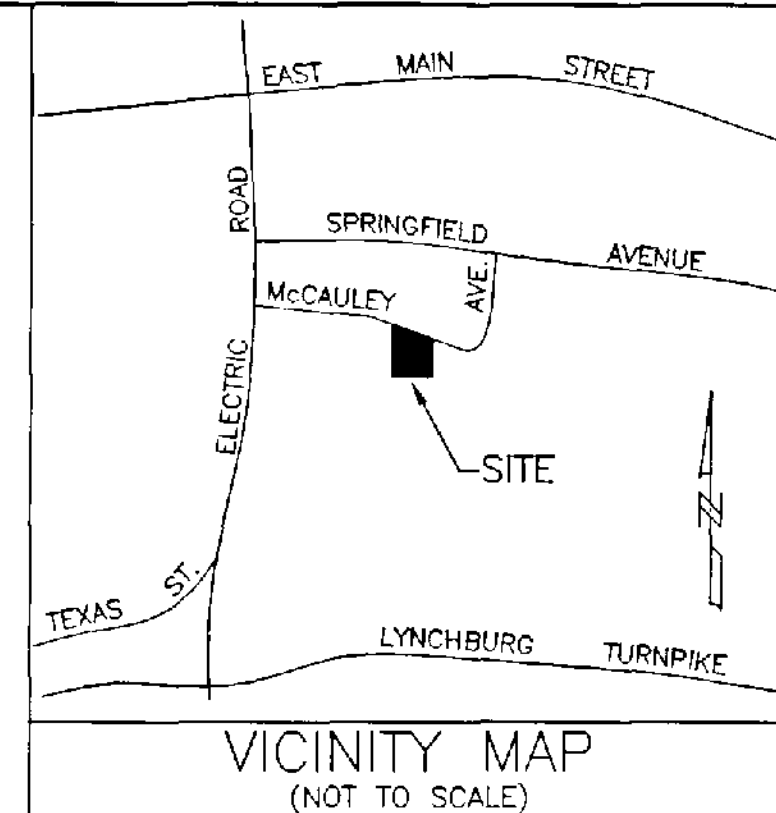 EAST MAIN STREET
ELECTRIC ROAD
SPRINGFIELD AVENUE
McCAULEY AVE.
SITE
N
TEXAS ST.
LYNCHBURG TURNPIKE
VICINITY MAP
(NOT TO SCALE)